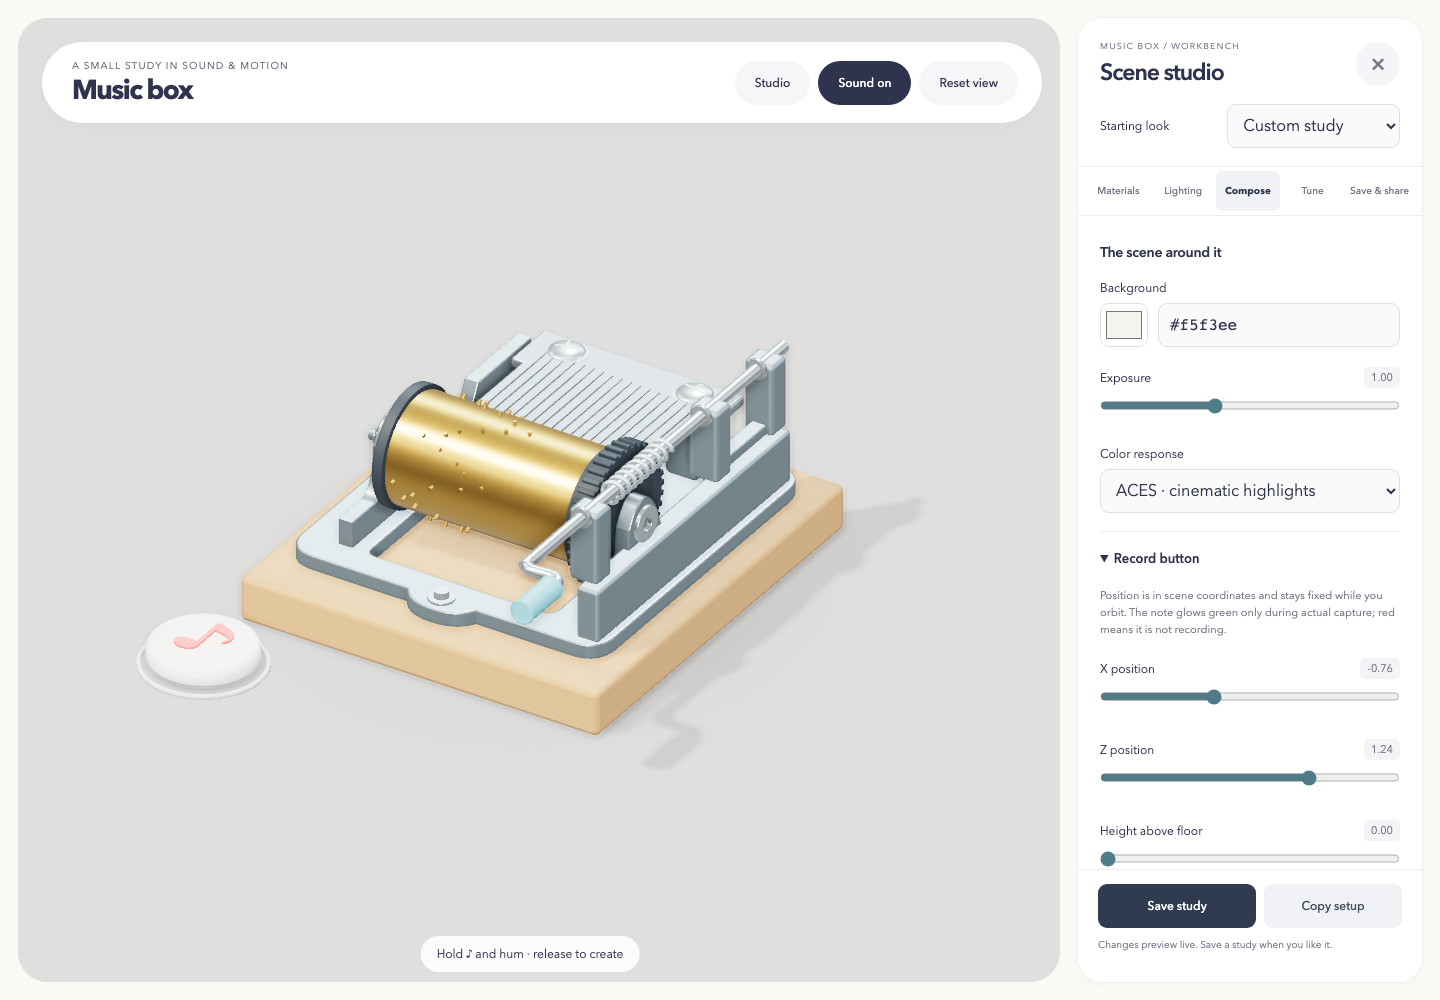 A SMALL STUDY IN SOUND & MOTION
Music box
Studio
Sound on
Reset view
Hold ♪ and hum · release to create
MUSIC BOX / WORKBENCH
Scene studio
Starting look
Custom study
Materials
Lighting
Compose
Tune
Save & share
The scene around it
Background
#f5f3ee
Exposure
1.00
Color response
ACES · cinematic highlights
▼ Record button
Position is in scene coordinates and stays fixed while you
orbit. The note glows green only during actual capture; red
means it is not recording.
X position
-0.76
Z position
1.24
Height above floor
0.00
Save study
Copy setup
Changes preview live. Save a study when you like it.